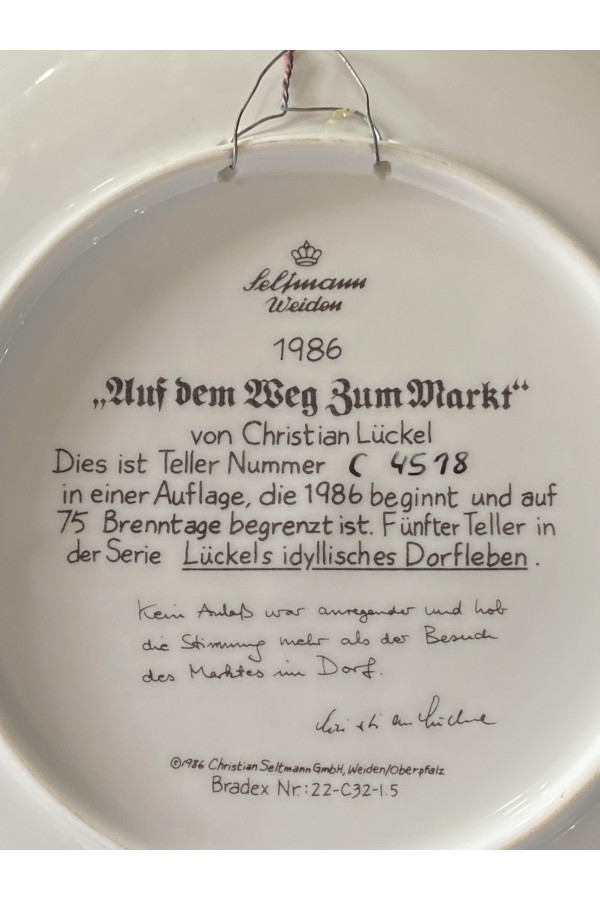 Seltmann
Weiden
1986
„Auf dem Weg Zum Markt“
von Christian Lückel
Dies ist Teller Nummer C 4518
in einer Auflage, die 1986 beginnt und auf
75 Brenntage begrenzt ist. Fünfter Teller in
der Serie Lückels idyllisches Dorfleben.
Kein Anlaß war anregender und hob
die Stimmung mehr als der Besuch
des Marktes im Dorf.
Christian Lückel
©1986 Christian Seltmann GmbH, Weiden/Oberpfalz
Bradex Nr.:22-C32-1.5